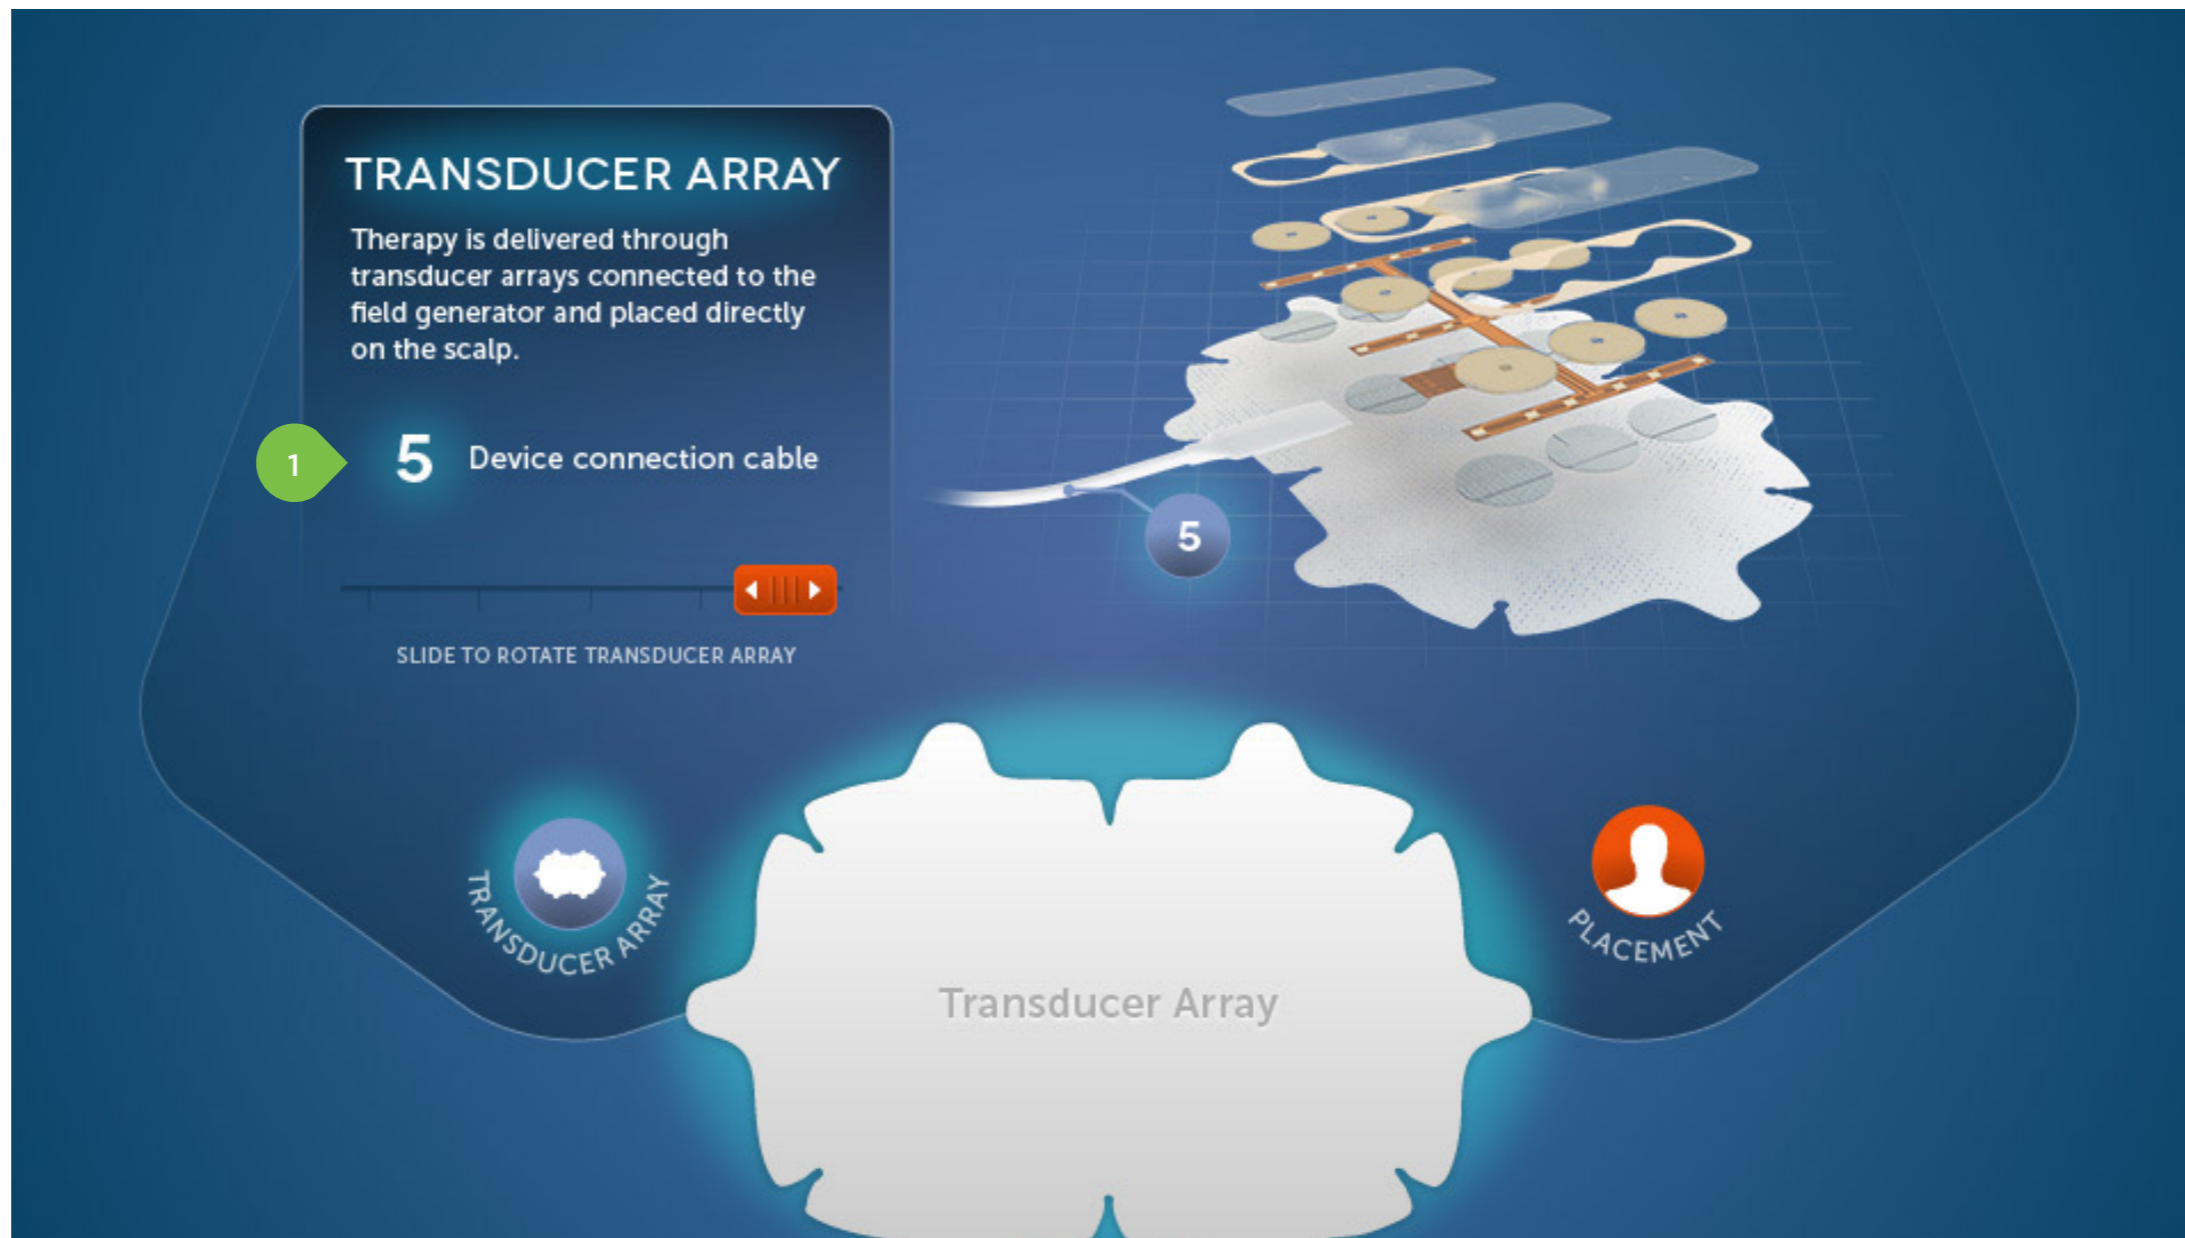 TRANSDUCER ARRAY
Therapy is delivered through
transducer arrays connected to the
field generator and placed directly
on the scalp.
1
5 Device connection cable
5
SLIDE TO ROTATE TRANSDUCER ARRAY
TRANSDUCER ARRAY
PLACEMENT
Transducer Array